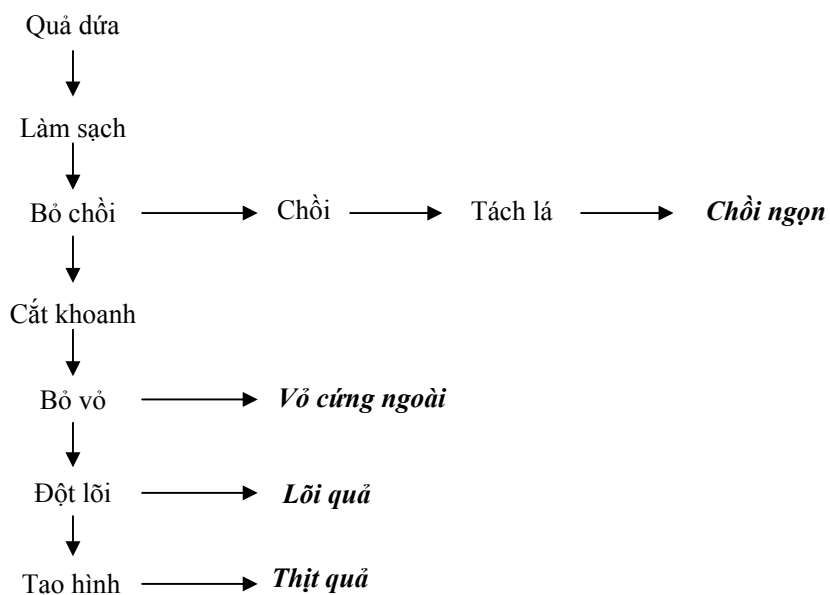 Quả dứa
Làm sạch
Bỏ chồi
Chồi
Tách lá
Chồi ngọn
Cắt khoanh
Bỏ vỏ
Vỏ cứng ngoài
Đột lõi
Lõi quả
Tạo hình
Thịt quả